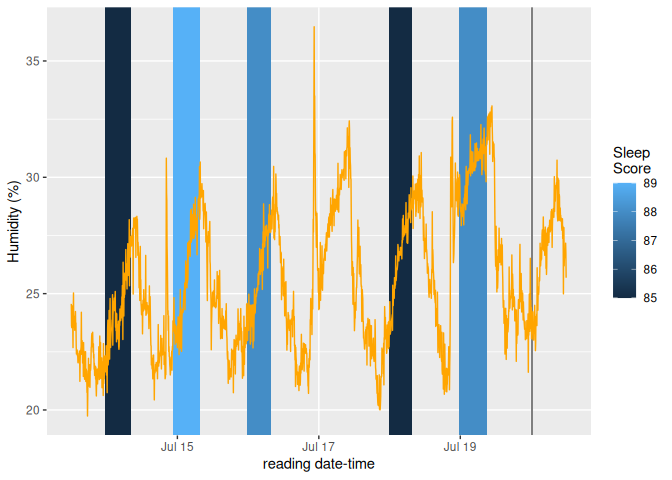 35
30
25
20
Humidity (%)
Jul 15
Jul 17
Jul 19
reading date-time
Sleep
Score
89
88
87
86
85